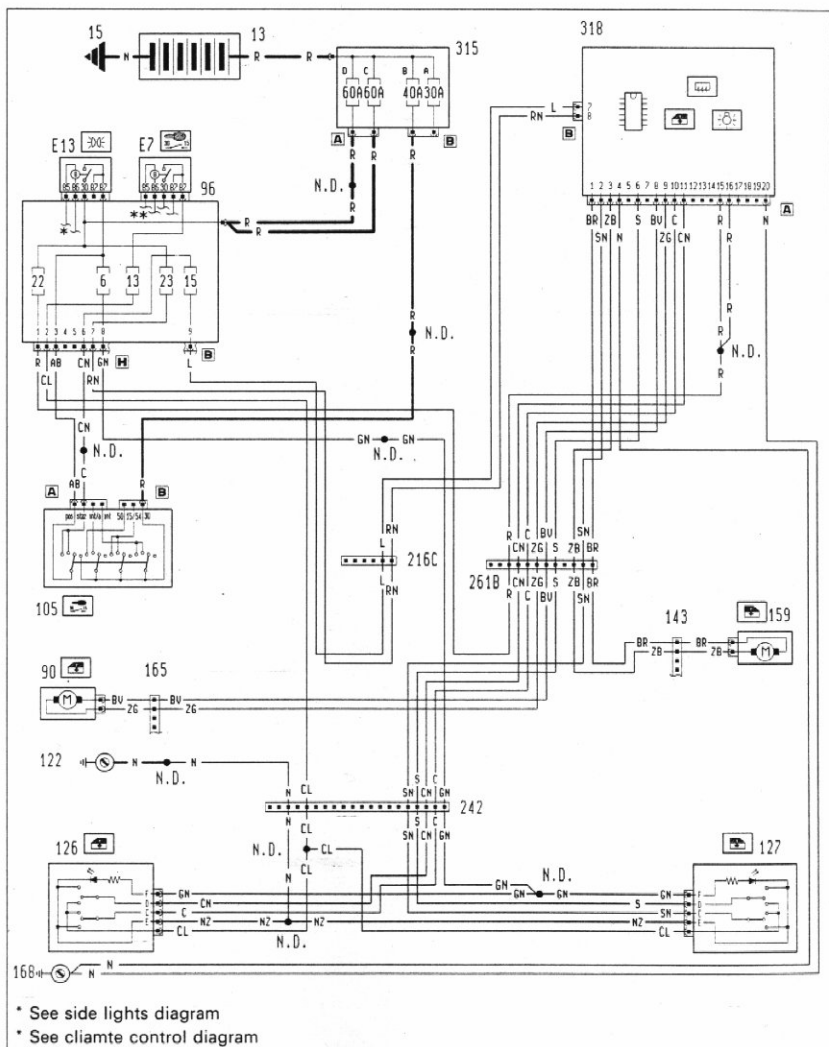 15 13 315 318
N R R
D C B A
60A 60A 40A 30A
L 7
RN 8
B
A B
E13 E7
85 86 30 87 87 85 86 30 87 87
96
R R R
N.D.
R R
* **
R
R
1 2 3 4 5 6 7 8 9 10 11 12 13 14 15 16 17 18 19 20
A
BR ZB N S BV C R N
SN ZG CN R
22 6 13 23 15
1 2 3 4 5 6 7 8 9
H B
R AB CN GN L
CL RN
R
N.D.
R
R R
N.D.
R
CN
N.D.
C
GN GN
N.D.
A AB R B
pos star int/a int 50 15/54 30
105
RN
L
216C
L
RN
R CN C ZG BV S ZB SN BR
261B
R CN C ZG BV S ZB SN BR
143 159
BR BR
ZB ZB
M
90 165
M
BV BV
ZG ZG
122 N N
N.D.
N CL SN S CN C GN
242
CL SN S CN C GN
N.D.
CL
N CL
126 127
GN N.D.
F GN GN GN GN F
D CN S D
C C SN C
E NZ NZ NZ NZ E
CL N.D. CL
168 N
N
* See side lights diagram
* See cliamte control diagram